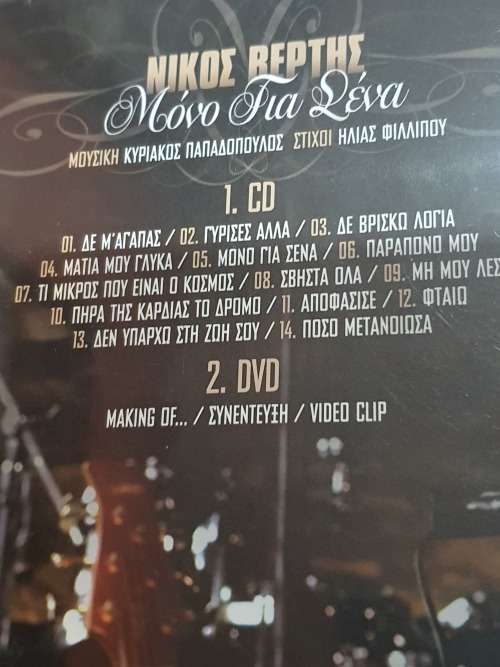 ΝΙΚΟΣ ΒΕΡΤΗΣ
Μόνο Για Σένα
ΜΟΥΣΙΚΗ ΚΥΡΙΑΚΟΣ ΠΑΠΑΔΟΠΟΥΛΟΣ ΣΤΙΧΟΙ ΗΛΙΑΣ ΦΙΛΙΠΠΟΥ
1. CD
01. ΔΕ Μ'ΑΓΑΠΑΣ / 02. ΓΥΡΙΣΕΣ ΑΛΛΑ / 03. ΔΕ ΒΡΙΣΚΩ ΛΟΓΙΑ
04. ΜΑΤΙΑ ΜΟΥ ΓΛΥΚΑ / 05. ΜΟΝΟ ΓΙΑ ΣΕΝΑ / 06. ΠΑΡΑΠΟΝΟ ΜΟΥ
07. ΤΙ ΜΙΚΡΟΣ ΠΟΥ ΕΙΝΑΙ Ο ΚΟΣΜΟΣ / 08. ΣΒΗΣΤΑ ΟΛΑ / 09. ΜΗ ΜΟΥ ΛΕΣ
10. ΠΗΡΑ ΤΗΣ ΚΑΡΔΙΑΣ ΤΟ ΔΡΟΜΟ / 11. ΑΠΟΦΑΣΙΣΕ / 12. ΦΤΑΙΩ
13. ΔΕΝ ΥΠΑΡΧΩ ΣΤΗ ΖΩΗ ΣΟΥ / 14. ΠΟΣΟ ΜΕΤΑΝΟΙΩΣΑ
2. DVD
MAKING OF... / ΣΥΝΕΝΤΕΥΞΗ / VIDEO CLIP